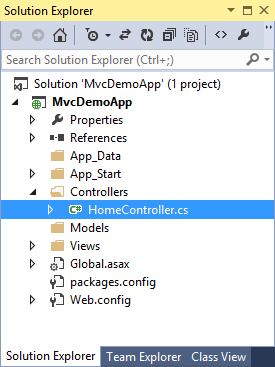 Solution Explorer
Search Solution Explorer (Ctrl+;)
Solution 'MvcDemoApp' (1 project)
MvcDemoApp
Properties
References
App_Data
App_Start
Controllers
C# HomeController.cs
Models
Views
Global.asax
packages.config
Web.config
Solution Explorer Team Explorer Class View